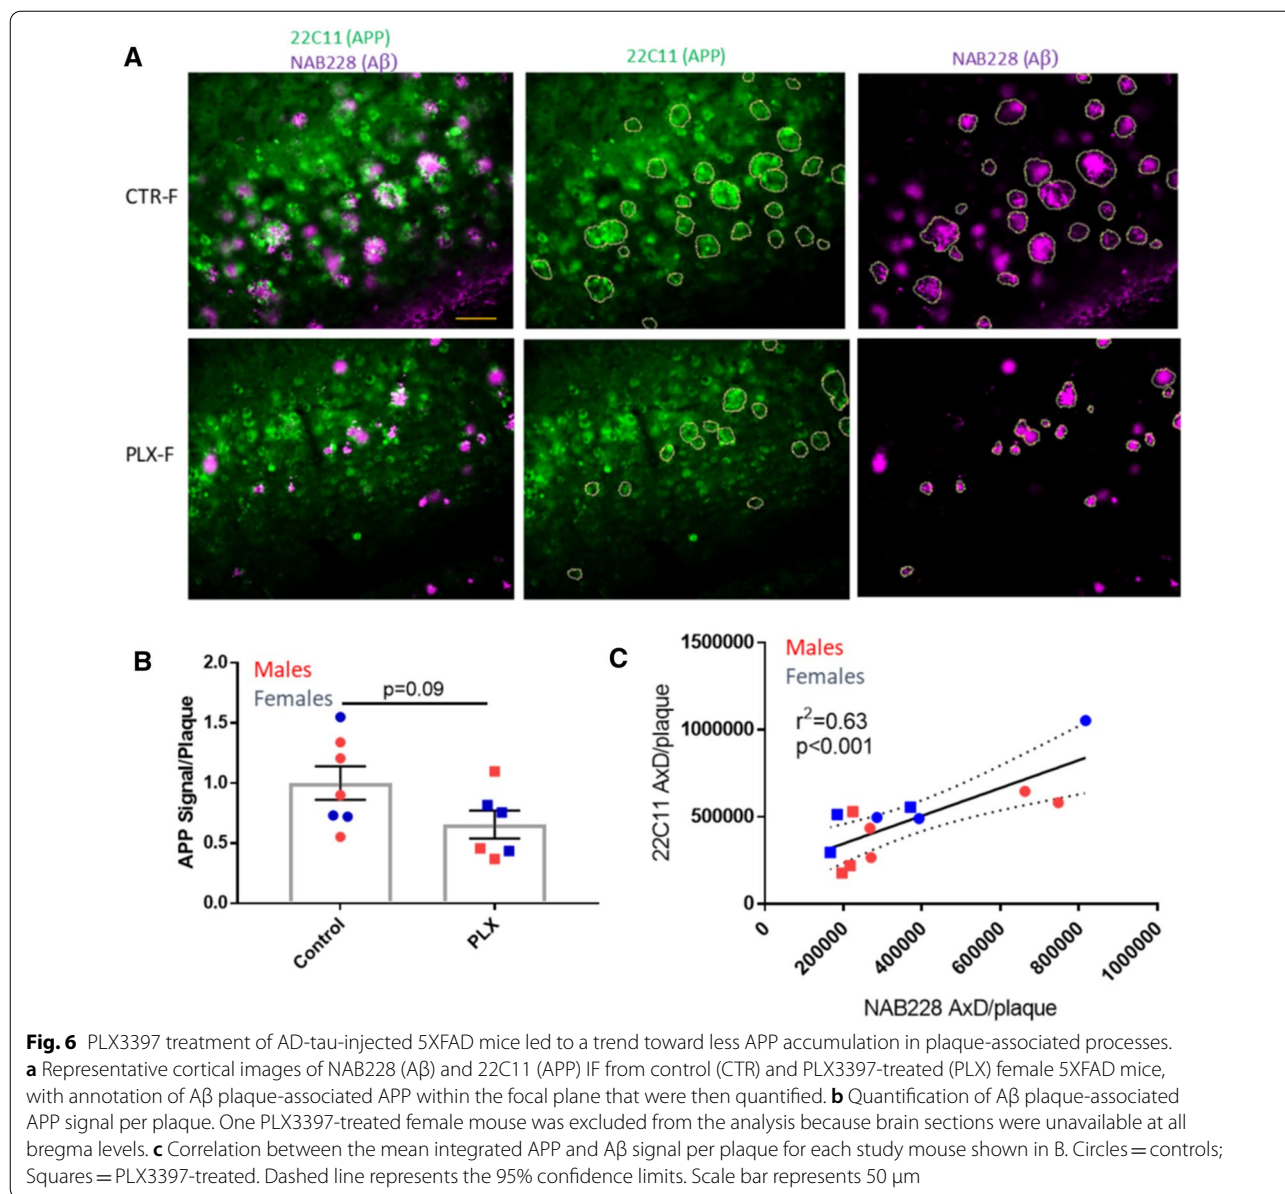 A
22C11 (APP)
NAB228 (Aβ)
22C11 (APP)
NAB228 (Aβ)
CTR-F
PLX-F
B
Males
Females
p=0.09
APP Signal/Plaque
2.0
1.5
1.0
0.5
0.0
Control
PLX
C
Males
Females
r²=0.63
p<0.001
22C11 AxD/plaque
1500000
1000000
500000
0
0
200000
400000
600000
800000
1000000
NAB228 AxD/plaque
Fig. 6 PLX3397 treatment of AD-tau-injected 5XFAD mice led to a trend toward less APP accumulation in plaque-associated processes.
a Representative cortical images of NAB228 (Aβ) and 22C11 (APP) IF from control (CTR) and PLX3397-treated (PLX) female 5XFAD mice,
with annotation of Aβ plaque-associated APP within the focal plane that were then quantified. b Quantification of Aβ plaque-associated
APP signal per plaque. One PLX3397-treated female mouse was excluded from the analysis because brain sections were unavailable at all
bregma levels. c Correlation between the mean integrated APP and Aβ signal per plaque for each study mouse shown in B. Circles = controls;
Squares = PLX3397-treated. Dashed line represents the 95% confidence limits. Scale bar represents 50 μm